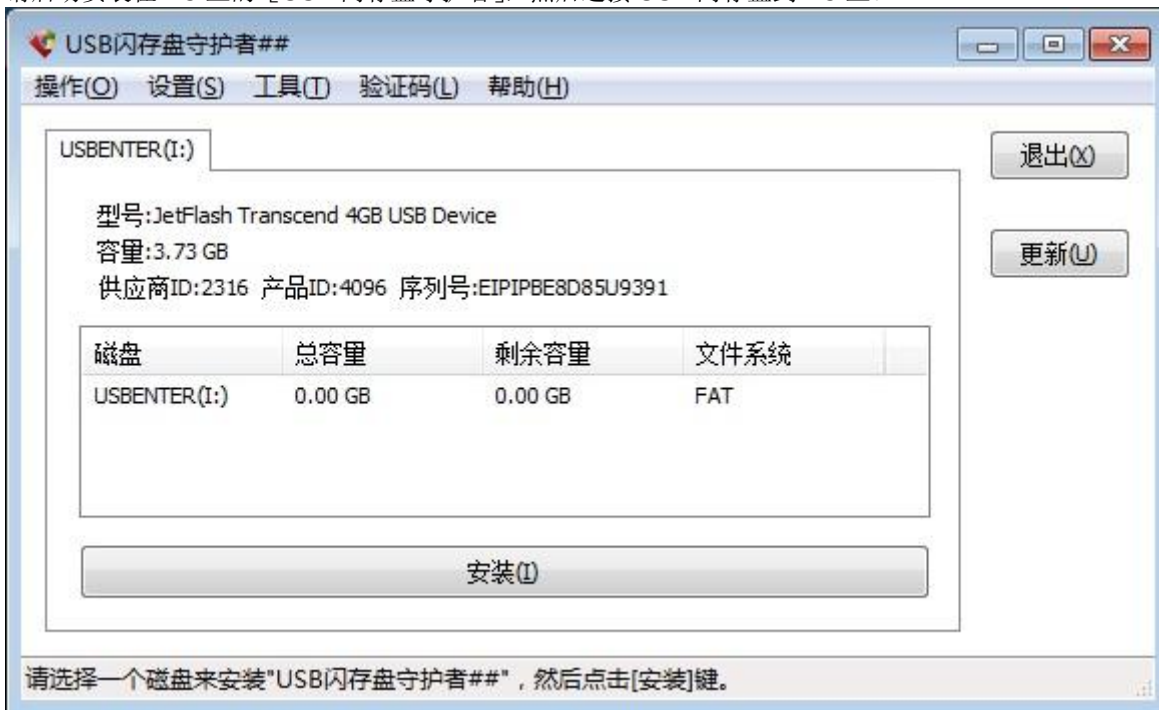 USB闪存盘守护者##
操作(O) 设置(S) 工具(T) 验证码(L) 帮助(H)
USBENTER(I:)
退出(X)
型号:JetFlash Transcend 4GB USB Device
容量:3.73 GB
更新(U)
供应商ID:2316 产品ID:4096 序列号:EIPIPBE8D85U9391
磁盘 总容量 剩余容量 文件系统
USBENTER(I:) 0.00 GB 0.00 GB FAT
安装(I)
请选择一个磁盘来安装"USB闪存盘守护者##"，然后点击[安装]键。